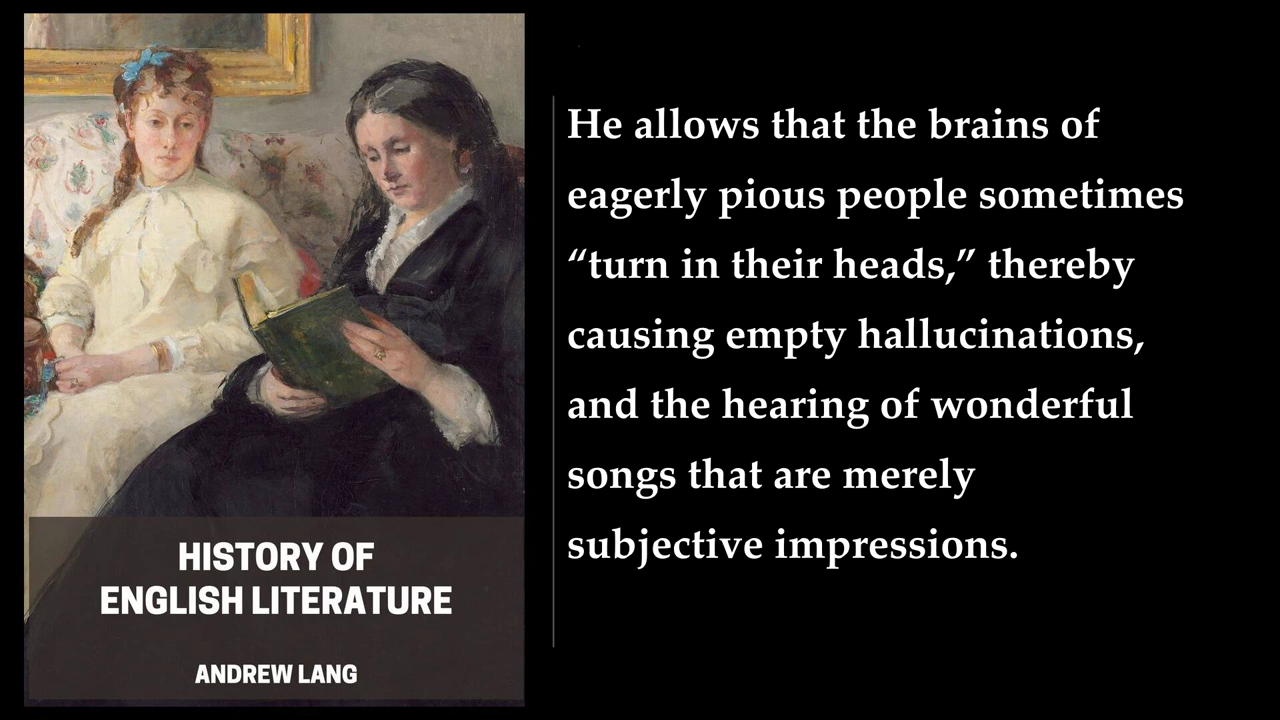 HISTORY OF
ENGLISH LITERATURE
ANDREW LANG
He allows that the brains of
eagerly pious people sometimes
“turn in their heads,” thereby
causing empty hallucinations,
and the hearing of wonderful
songs that are merely
subjective impressions.